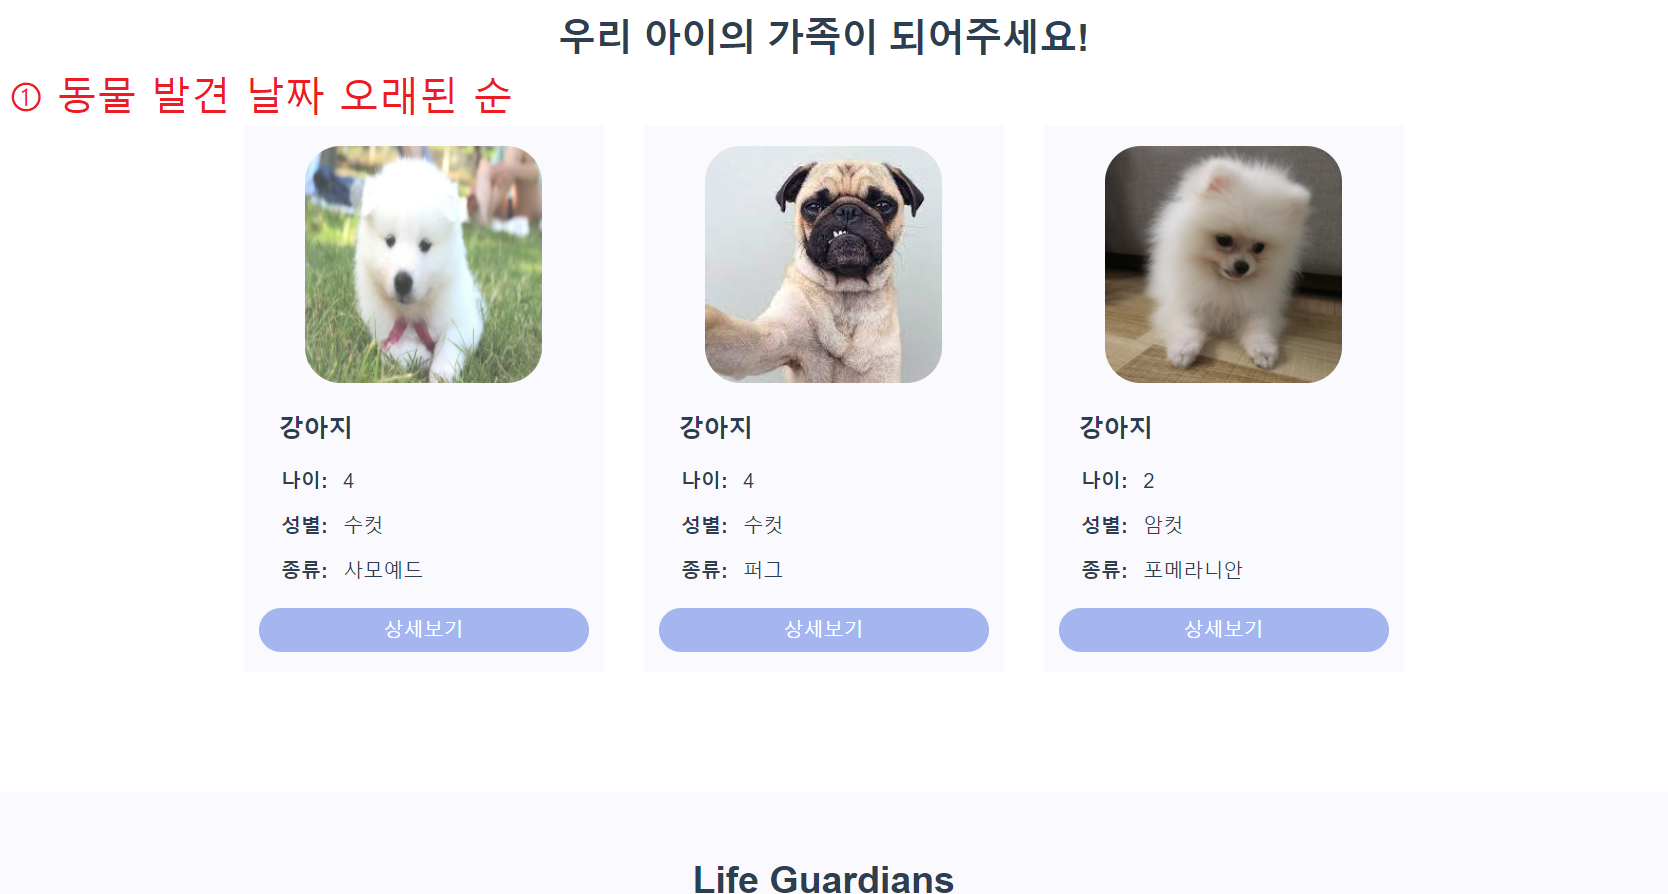 우리 아이의 가족이 되어주세요!
① 동물 발견 날짜 오래된 순
강아지
나이: 4
성별: 수컷
종류: 사모예드
상세보기
강아지
나이: 4
성별: 수컷
종류: 퍼그
상세보기
강아지
나이: 2
성별: 암컷
종류: 포메라니안
상세보기
Life Guardians